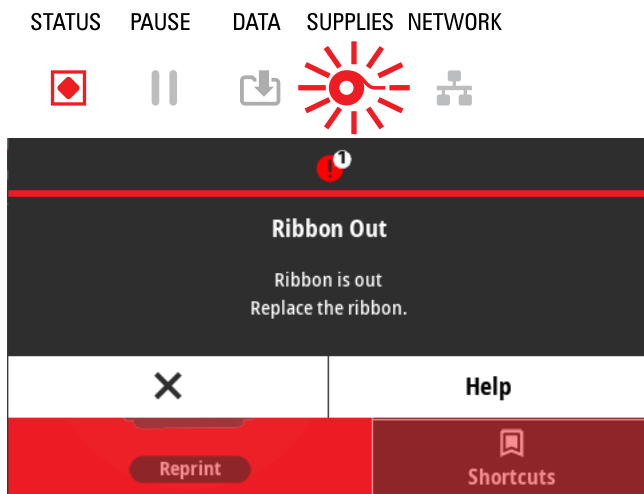 STATUS PAUSE DATA SUPPLIES NETWORK
1
Ribbon Out
Ribbon is out
Replace the ribbon.
Help
Reprint
Shortcuts